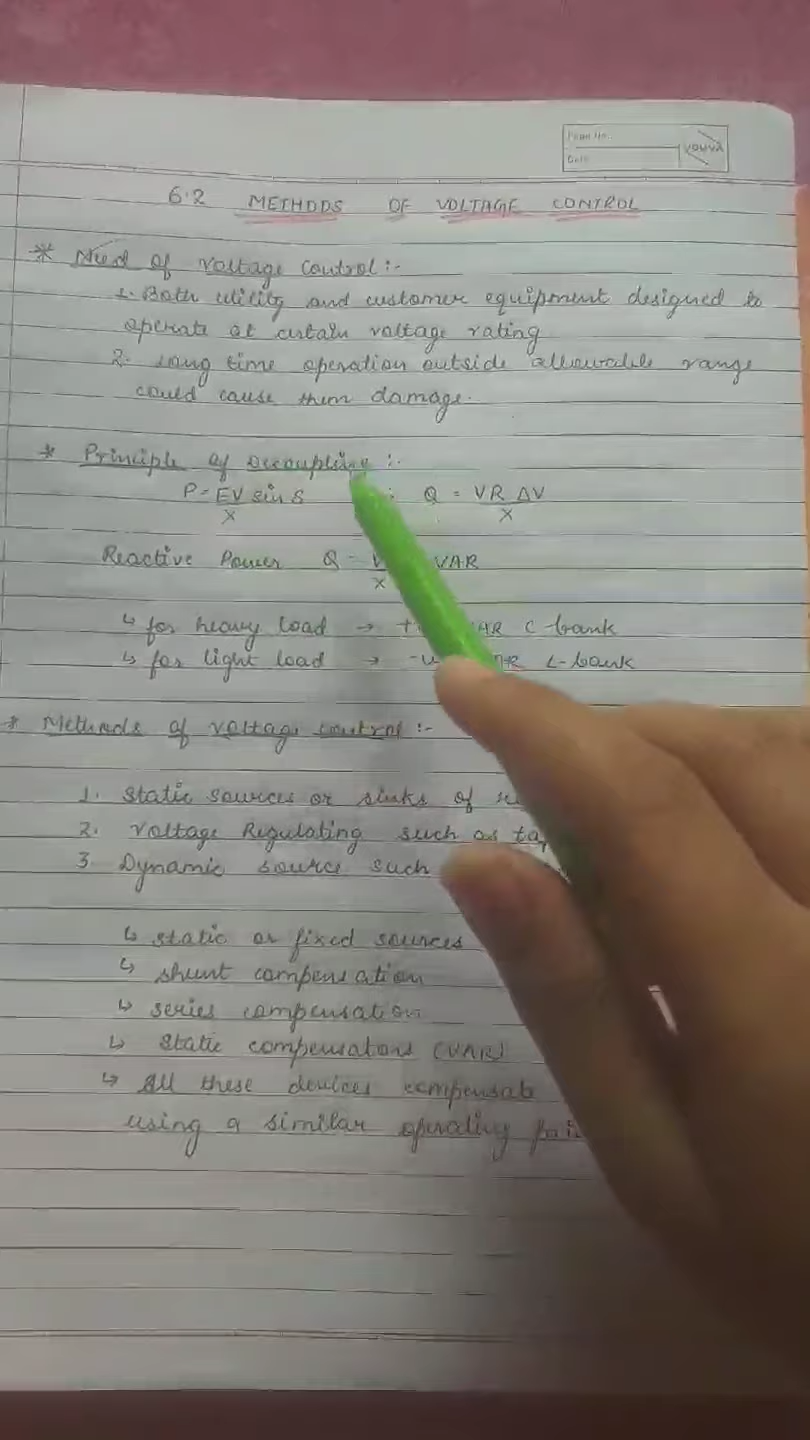 Page No.
Date
YOUVA
6.2 METHODS OF VOLTAGE CONTROL
* Need of voltage control :-
1. Both utility and customer equipment designed to
operate at certain voltage rating
2. Long time operation outside allowable range
could cause them damage.
* Principle of Decoupling :-
P = EV sin δ / X : Q = VR ΔV / X
Reactive Power Q = V / X VAR
↳ for heavy load → + AR C-bank
↳ for light load → - L-bank
* Methods of voltage control :-
1. Static sources or sinks of
2. Voltage Regulating such as
3. Dynamic source such
↳ static or fixed sources
↳ shunt compensation
↳ series compensation
↳ Static compensators (VAR)
↳ All these devices compensate
using a similar operating